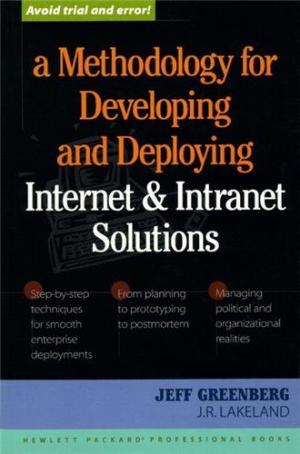 Avoid trial and error!
a Methodology for
Developing
and Deploying
Internet & Intranet
Solutions
Step-by-step
techniques
for smooth
enterprise
deployments
From planning
to prototyping
to postmortem
Managing
political and
organizational
realities
JEFF GREENBERG
J.R. LAKELAND
HEWLETT PACKARD PROFESSIONAL BOOKS